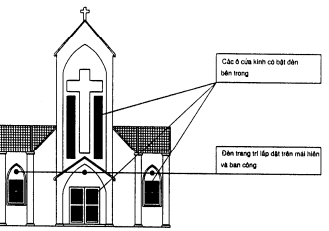 Các ô cửa kính có bật đèn
bên trong
Đèn trang trí lắp đặt trên mái hiên
và ban công